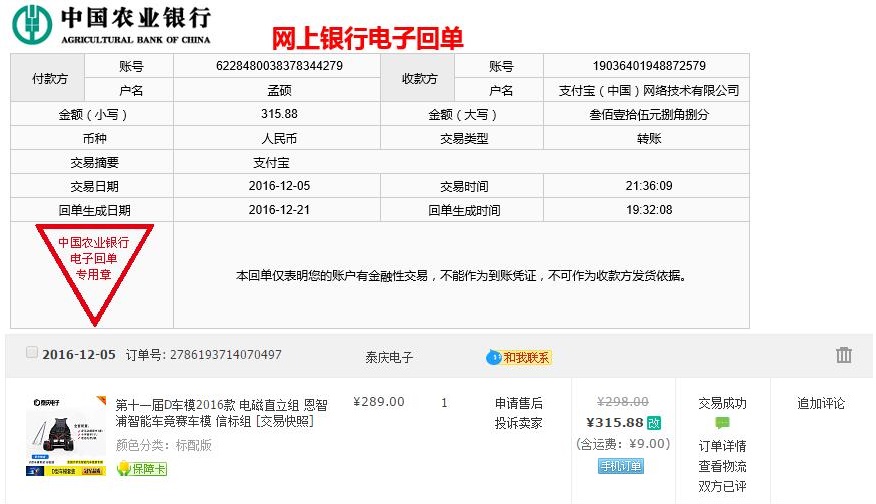 中国农业银行
AGRICULTURAL BANK OF CHINA
网上银行电子回单
付款方 账号 6228480038378344279 收款方 账号 19036401948872579
户名 孟硕 户名 支付宝（中国）网络技术有限公司
金额（小写） 315.88 金额（大写） 叁佰壹拾伍元捌角捌分
币种 人民币 交易类型 转账
交易摘要 支付宝
交易日期 2016-12-05 交易时间 21:36:09
回单生成日期 2016-12-21 回单生成时间 19:32:08
中国农业银行
电子回单
专用章
本回单仅表明您的账户有金融性交易，不能作为到账凭证，不可作为收款方发货依据。
2016-12-05 订单号: 2786193714070497 泰庆电子 和我联系
第十一届D车模2016款 电磁直立组 恩智
浦智能车竞赛车模 信标组 [交易快照]
颜色分类：标配版
保障卡
¥289.00
1
申请售后
投诉卖家
¥298.00
¥315.88 改
(含运费：¥9.00)
手机订单
交易成功
订单详情
查看物流
双方已评
追加评论